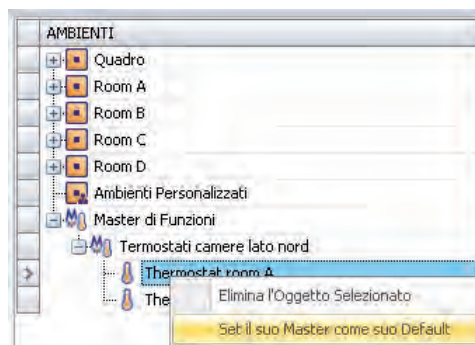 AMBIENTI
Quadro
Room A
Room B
Room C
Room D
Ambienti Personalizzati
Master di Funzioni
Termostati camere lato nord
Thermostat room A
The
Elimina l'Oggetto Selezionato
Set il suo Master come suo Default